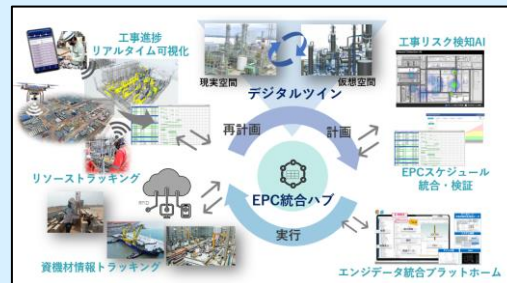 工事進捗
リアルタイム可視化
現実空間
仮想空間
デジタルツイン
工事リスク検知AI
再計画
計画
リソーストラッキング
EPCスケジュール
統合・検証
EPC統合ハブ
実行
資機材情報トラッキング
エンジデータ統合プラットホーム